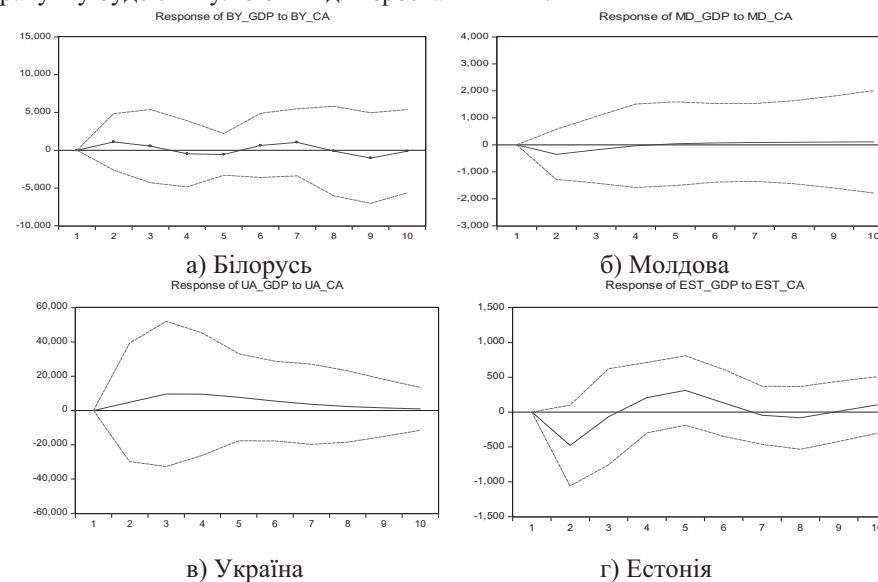 Response of BY_GDP to BY_CA
Response of MD_GDP to MD_CA
15,000
10,000
5,000
0
-5,000
-10,000
1 2 3 4 5 6 7 8 9 10
4,000
3,000
2,000
1,000
0
-1,000
-2,000
-3,000
1 2 3 4 5 6 7 8 9 10
а) Білорусь
б) Молдова
Response of UA_GDP to UA_CA
Response of EST_GDP to EST_CA
60,000
40,000
20,000
0
-20,000
-40,000
-60,000
1 2 3 4 5 6 7 8 9 10
1,500
1,000
500
0
-500
-1,000
-1,500
1 2 3 4 5 6 7 8 9 10
в) Україна
г) Естонія